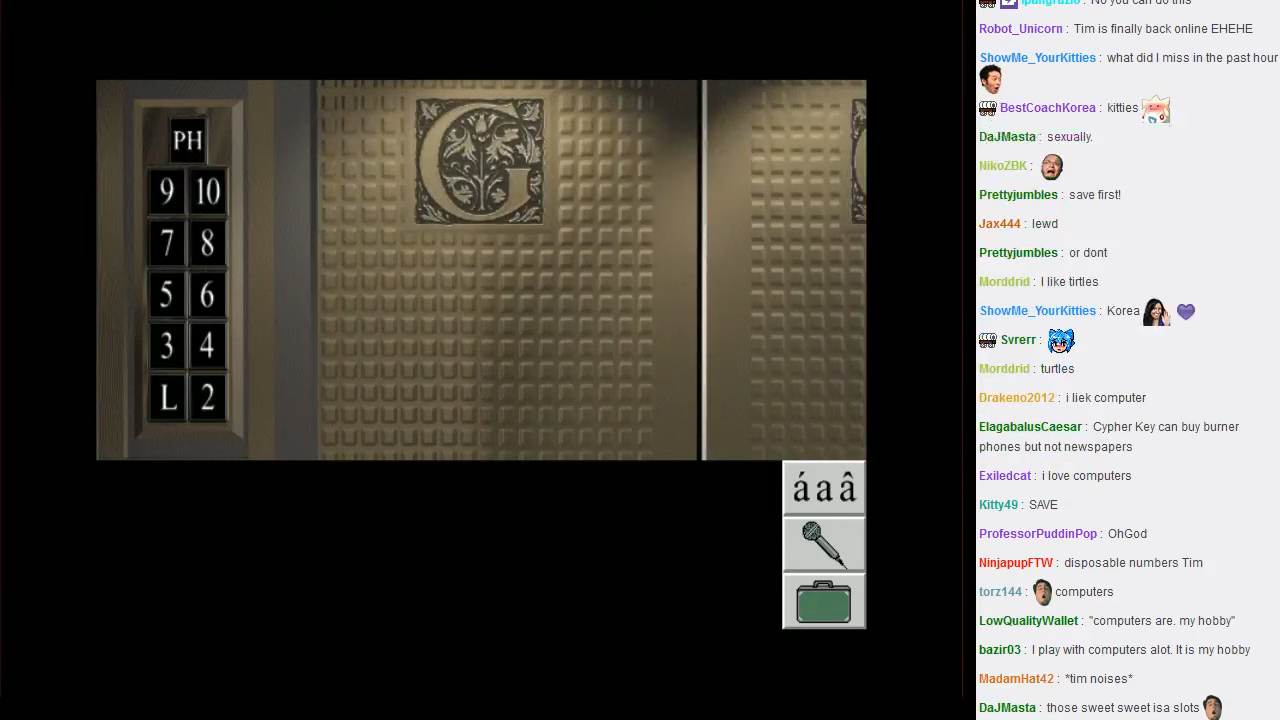 PH
9 10
7 8
5 6
3 4
L 2
G
á a â
Robot_Unicorn : Tim is finally back online EHEHE
ShowMe_YourKitties : what did I miss in the past hour
BestCoachKorea : kitties
DaJMasta : sexually.
NikoZBK :
Prettyjumbles : save first!
Jax444 : lewd
Prettyjumbles : or dont
Morddrid : I like tirtles
ShowMe_YourKitties : Korea
Svrerr :
Morddrid : turtles
Drakeno2012 : i liek computer
ElagabalusCaesar : Cypher Key can buy burner
phones but not newspapers
Exiledcat : i love computers
Kitty49 : SAVE
ProfessorPuddinPop : OhGod
NinjapupFTW : disposable numbers Tim
torz144 : computers
LowQualityWallet : "computers are. my hobby"
bazir03 : I play with computers alot. It is my hobby
MadamHat42 : *tim noises*
DaJMasta : those sweet sweet isa slots